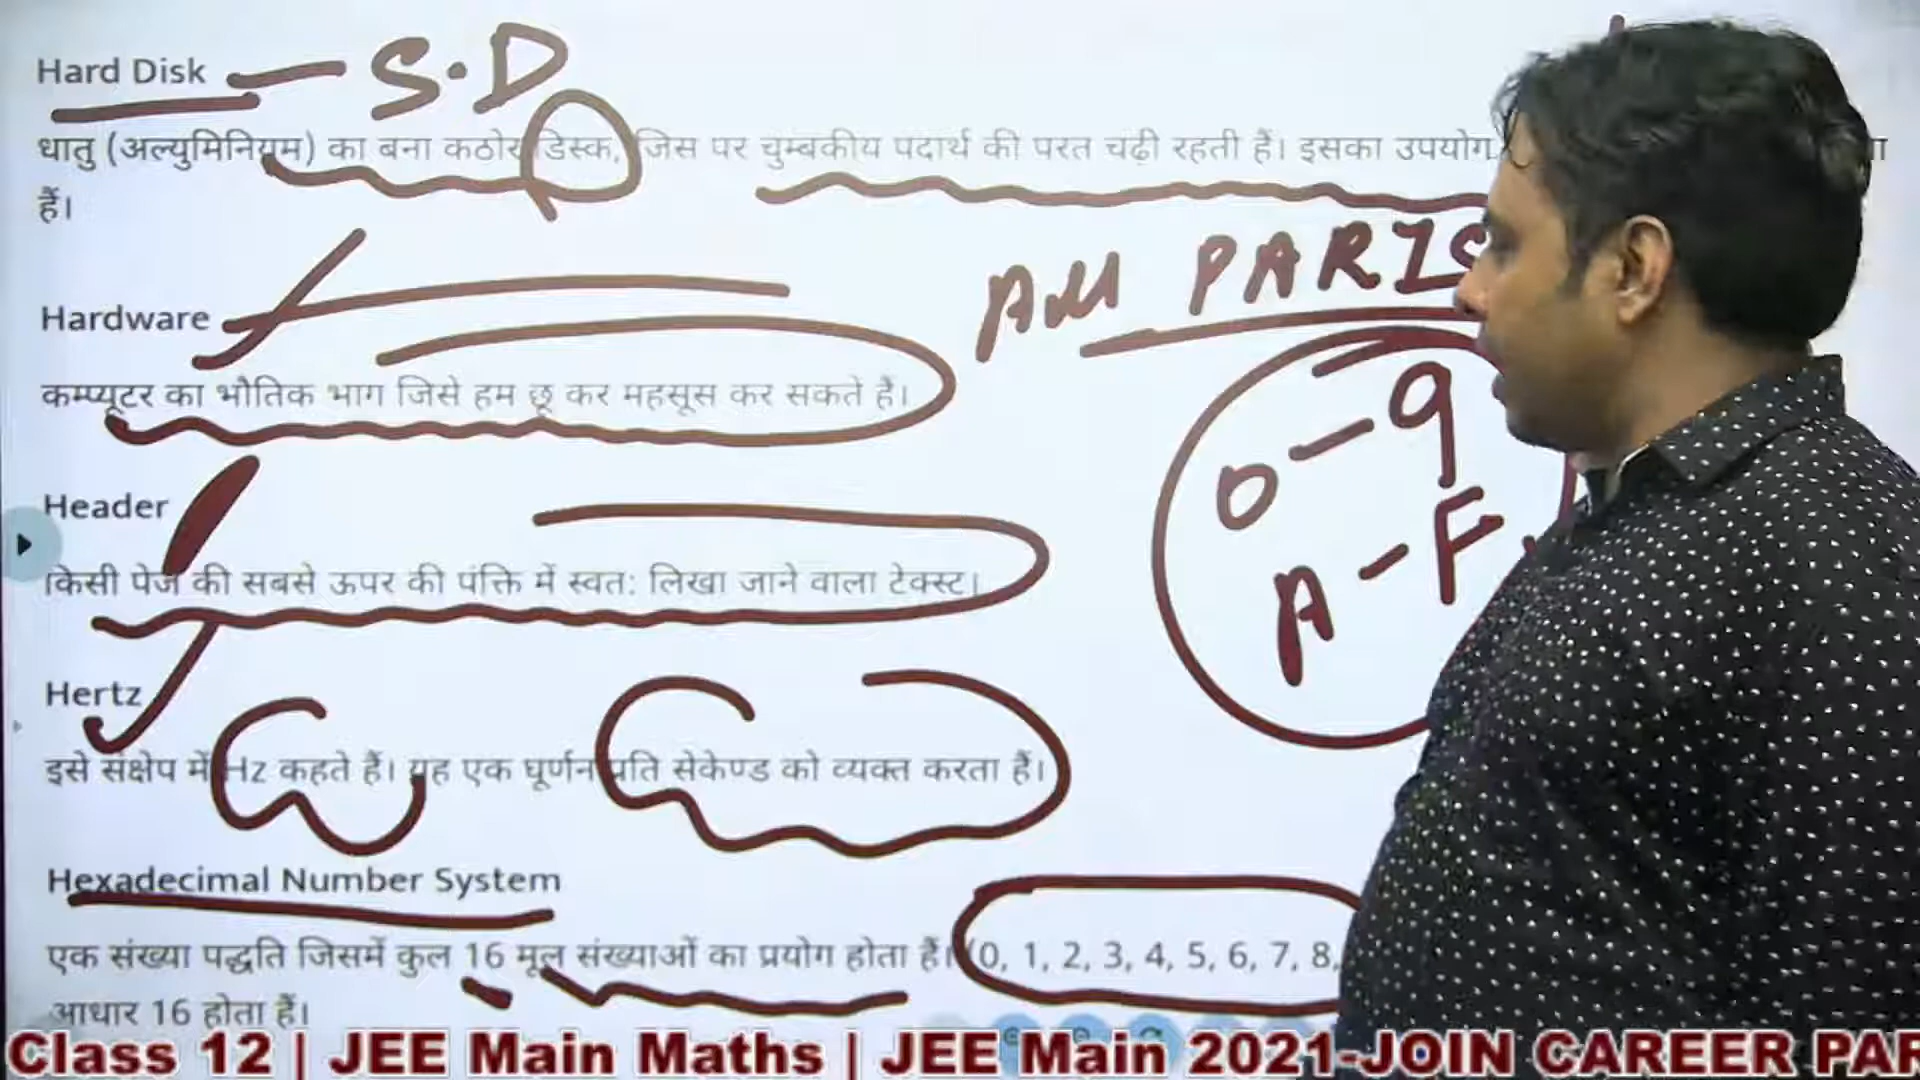 Hard Disk — S.D
धातु (अल्युमिनियम) का बना कठोर डिस्क, जिस पर चुम्बकीय पदार्थ की परत चढी रहती हैं। इसका उपयोग
हैं।
ALL PARTS
Hardware
कम्प्यूटर का भौतिक भाग जिसे हम छू कर महसूस कर सकते हैं।
0 – 9
Header
A – F
किसी पेज की सबसे ऊपर की पंक्ति में स्वत: लिखा जाने वाला टेक्स्ट।
Hertz
इसे संक्षेप में Hz कहते हैं। यह एक घूर्णन प्रति सेकेण्ड को व्यक्त करता हैं।
Hexadecimal Number System
एक संख्या पद्धति जिसमें कुल 16 मूल संख्याओं का प्रयोग होता हैं। (0, 1, 2, 3, 4, 5, 6, 7, 8,
आधार 16 होता हैं।
Class 12 | JEE Main Maths | JEE Main 2021-JOIN CAREER PAR